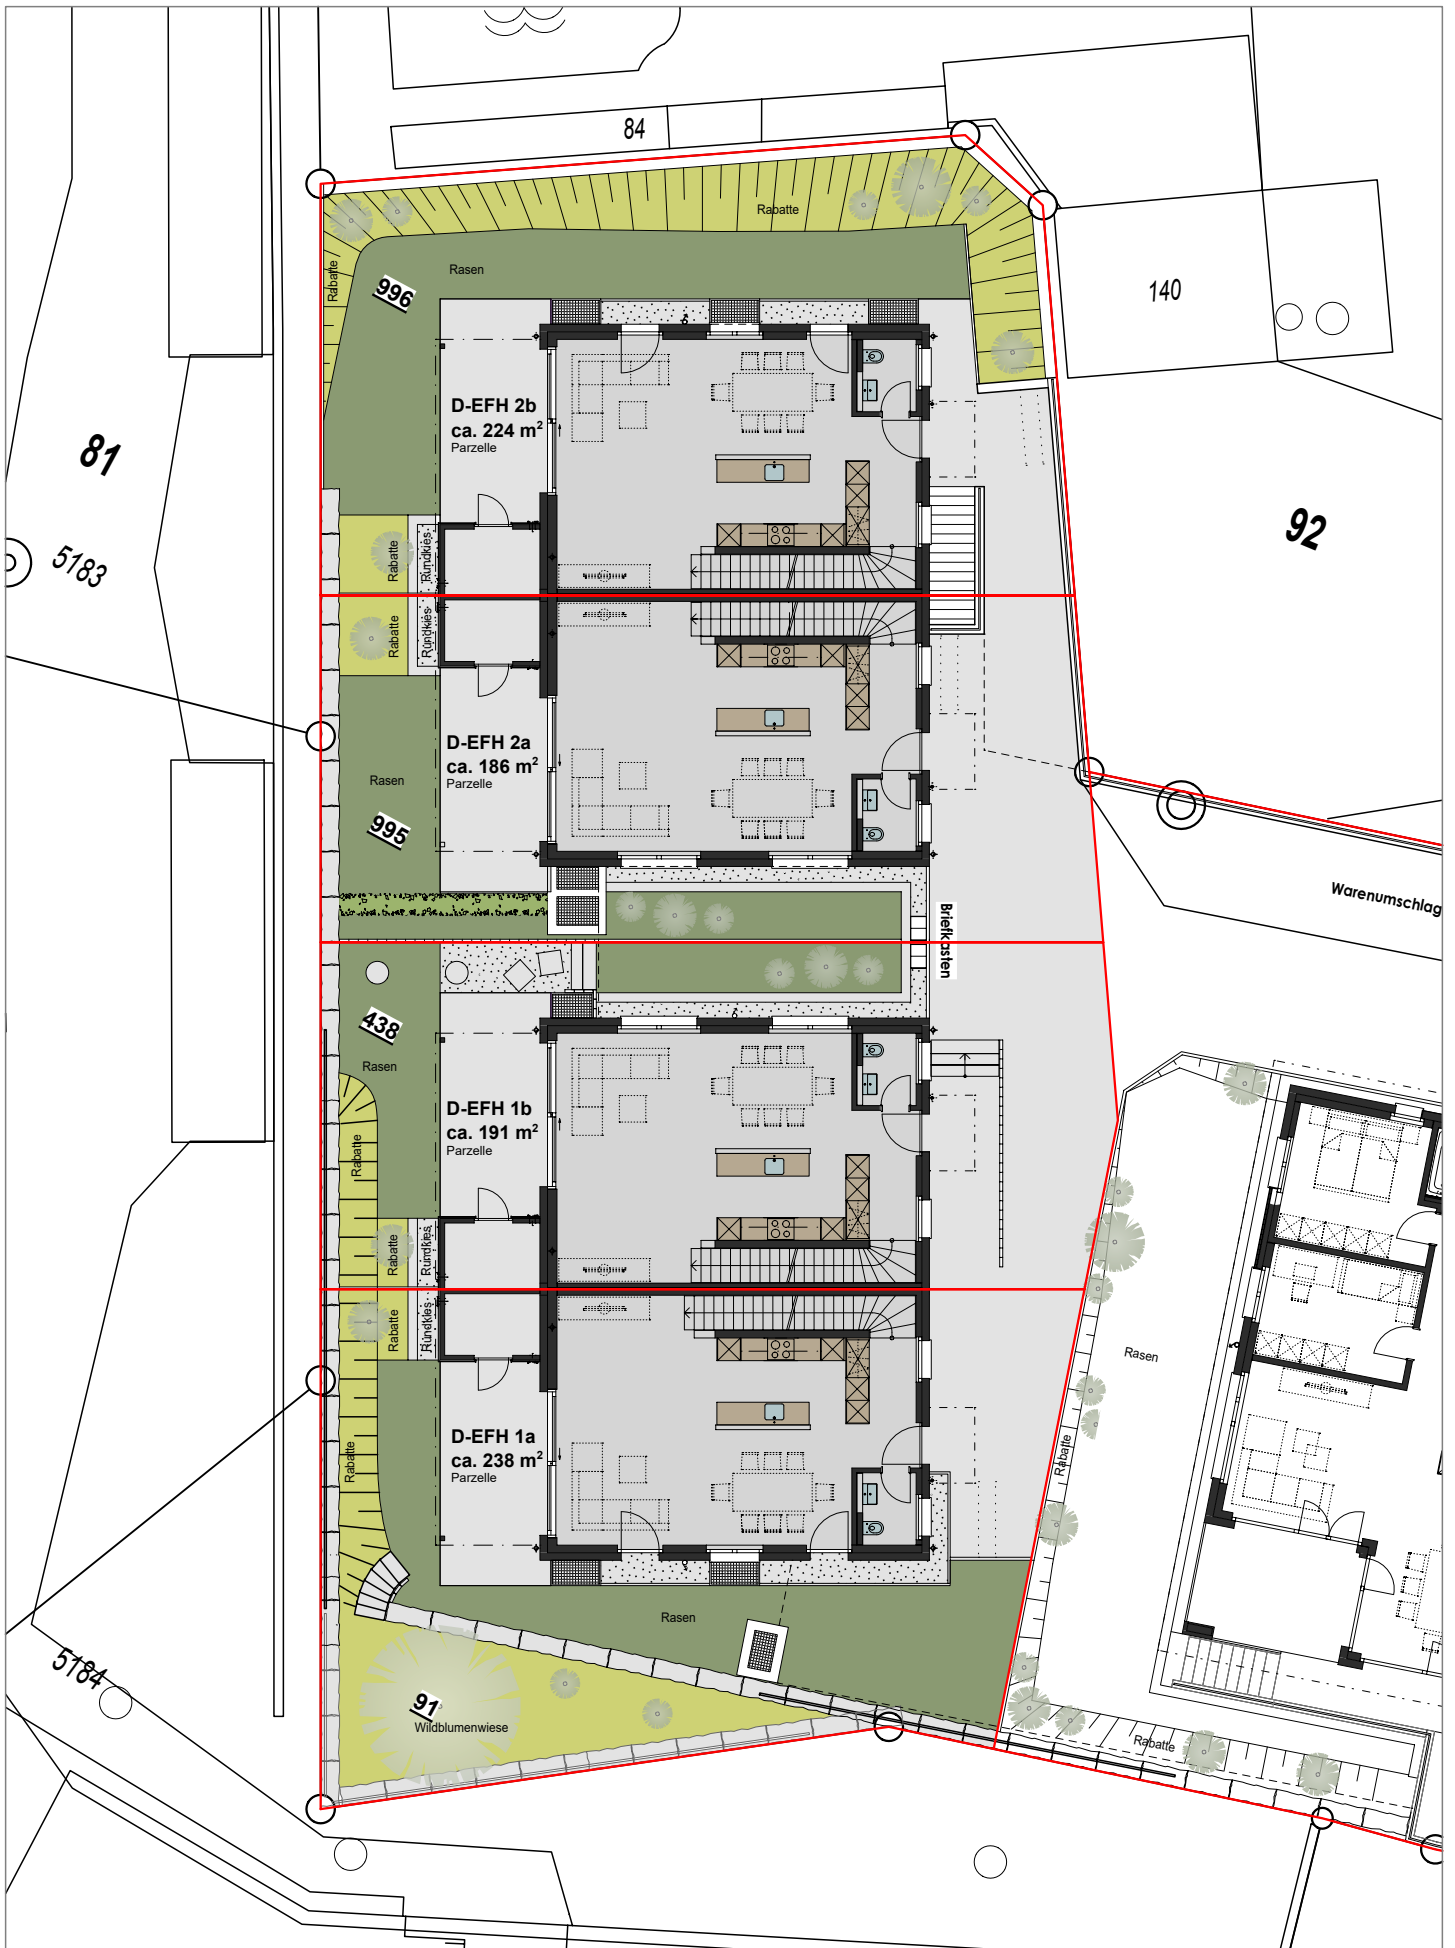 84
Rabatte
Rasen
Rabatte
996
140
D-EFH 2b
ca. 224 m²
Parzelle
81
92
5183
Rabatte
Rundkies
Rabatte
Rundkies
D-EFH 2a
ca. 186 m²
Parzelle
Rasen
995
Warenumschlag
Briefkasten
438
Rasen
D-EFH 1b
ca. 191 m²
Parzelle
Rabatte
Rabatte
Rundkies
Rabatte
Rundkies
Rasen
D-EFH 1a
ca. 238 m²
Parzelle
Rabatte
Rabatte
Rasen
5184
91
Wildblumenwiese
Rabatte